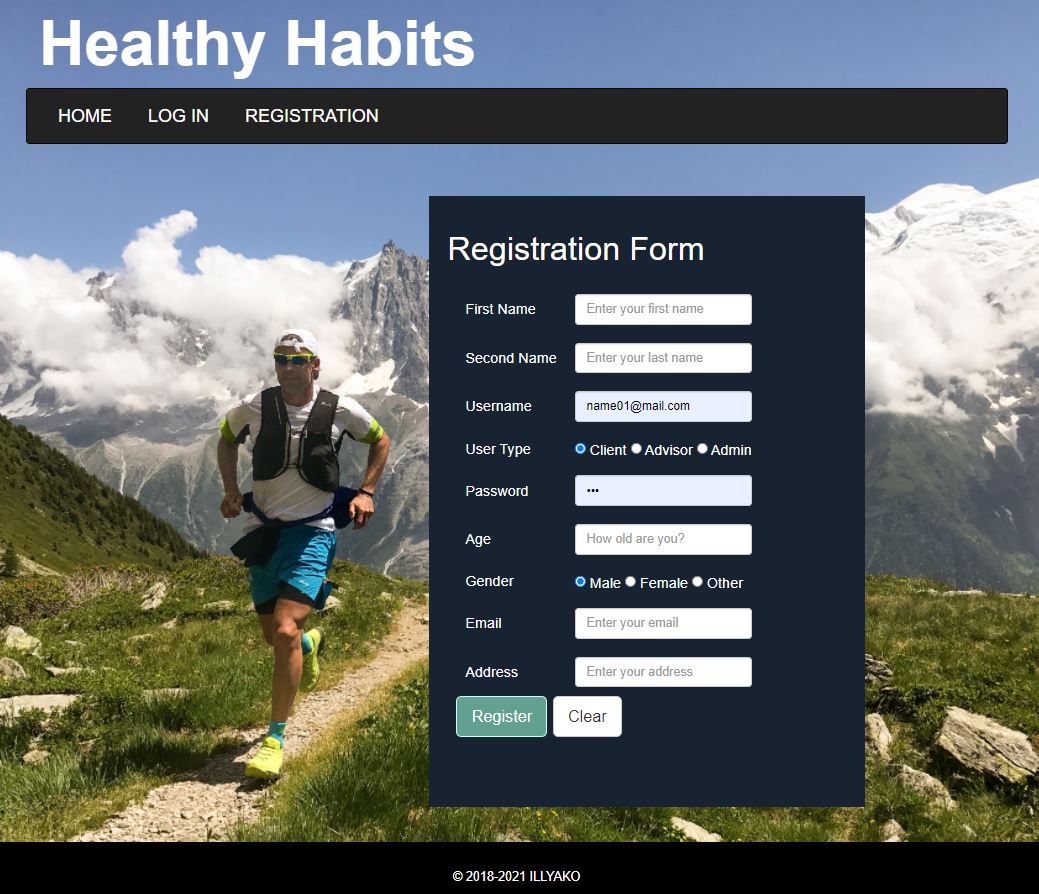 Healthy Habits
HOME LOG IN REGISTRATION
Registration Form
First Name Enter your first name
Second Name Enter your last name
Username name01@mail.com
User Type Client Advisor Admin
Password •••
Age How old are you?
Gender Male Female Other
Email Enter your email
Address Enter your address
Register Clear
© 2018-2021 ILLYAKO